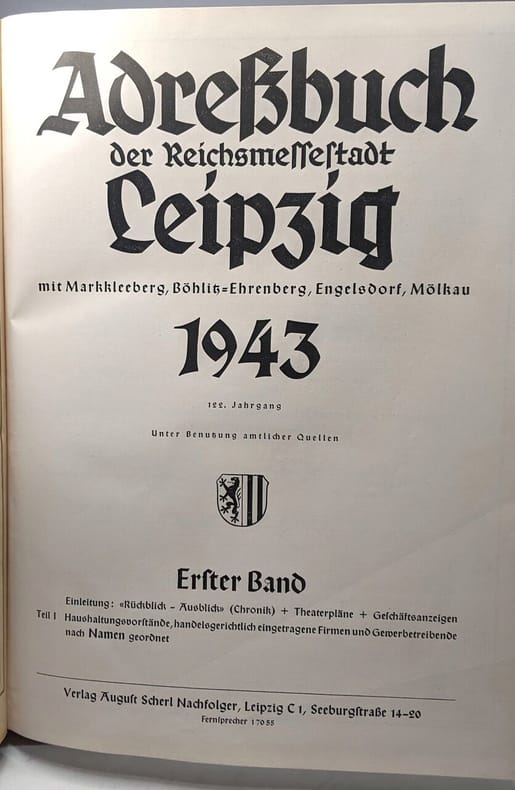 Adreßbuch
der Reichsmeſſeſtadt
Leipzig
mit Markkleeberg, Böhlitz=Ehrenberg, Engelsdorf, Mölkau
1943
122. Jahrgang
Unter Benutzung amtlicher Quellen
Erſter Band
Einleitung: «Rückblick – Ausblick» (Chronik) + Theaterpläne + Geſchäftsanzeigen
Teil I Haushaltungsvorſtände, handelsgerichtlich eingetragene Firmen und Gewerbetreibende
nach Namen geordnet
Verlag Auguſt Scherl Nachfolger, Leipzig C 1, Seeburgſtraße 14–20
Fernſprecher 17055